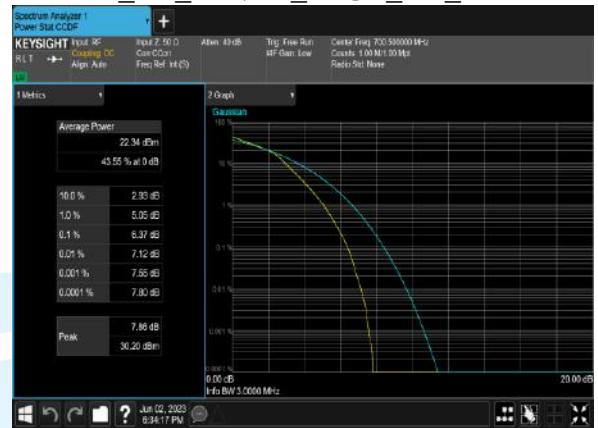 Spectrum Analyzer 1
Power Stat CCDF
KEYSIGHT
RLT
Input: RF
Coupling: DC
Align: Auto
Input Z: 50 Ω
Corr CCorr
Freq Ref: Int (S)
Atten: 40 dB
Trig: Free Run
#IF Gain: Low
Center Freq: 700.500000 MHz
Counts: 1.00 M/1.00 Mpt
Radio Std: None
1 Metrics
Average Power
22.34 dBm
43.55 % at 0 dB
10.0 % 2.93 dB
1.0 % 5.05 dB
0.1 % 6.37 dB
0.01 % 7.12 dB
0.001 % 7.55 dB
0.0001 % 7.80 dB
Peak
7.86 dB
30.20 dBm
2 Graph
Gaussian
100 %
10 %
1 %
0.1 %
0.01 %
0.001 %
0.0001 %
0.00 dB
20.00 dB
Info BW 3.0000 MHz
Jun 02, 2023
6:34:17 PM